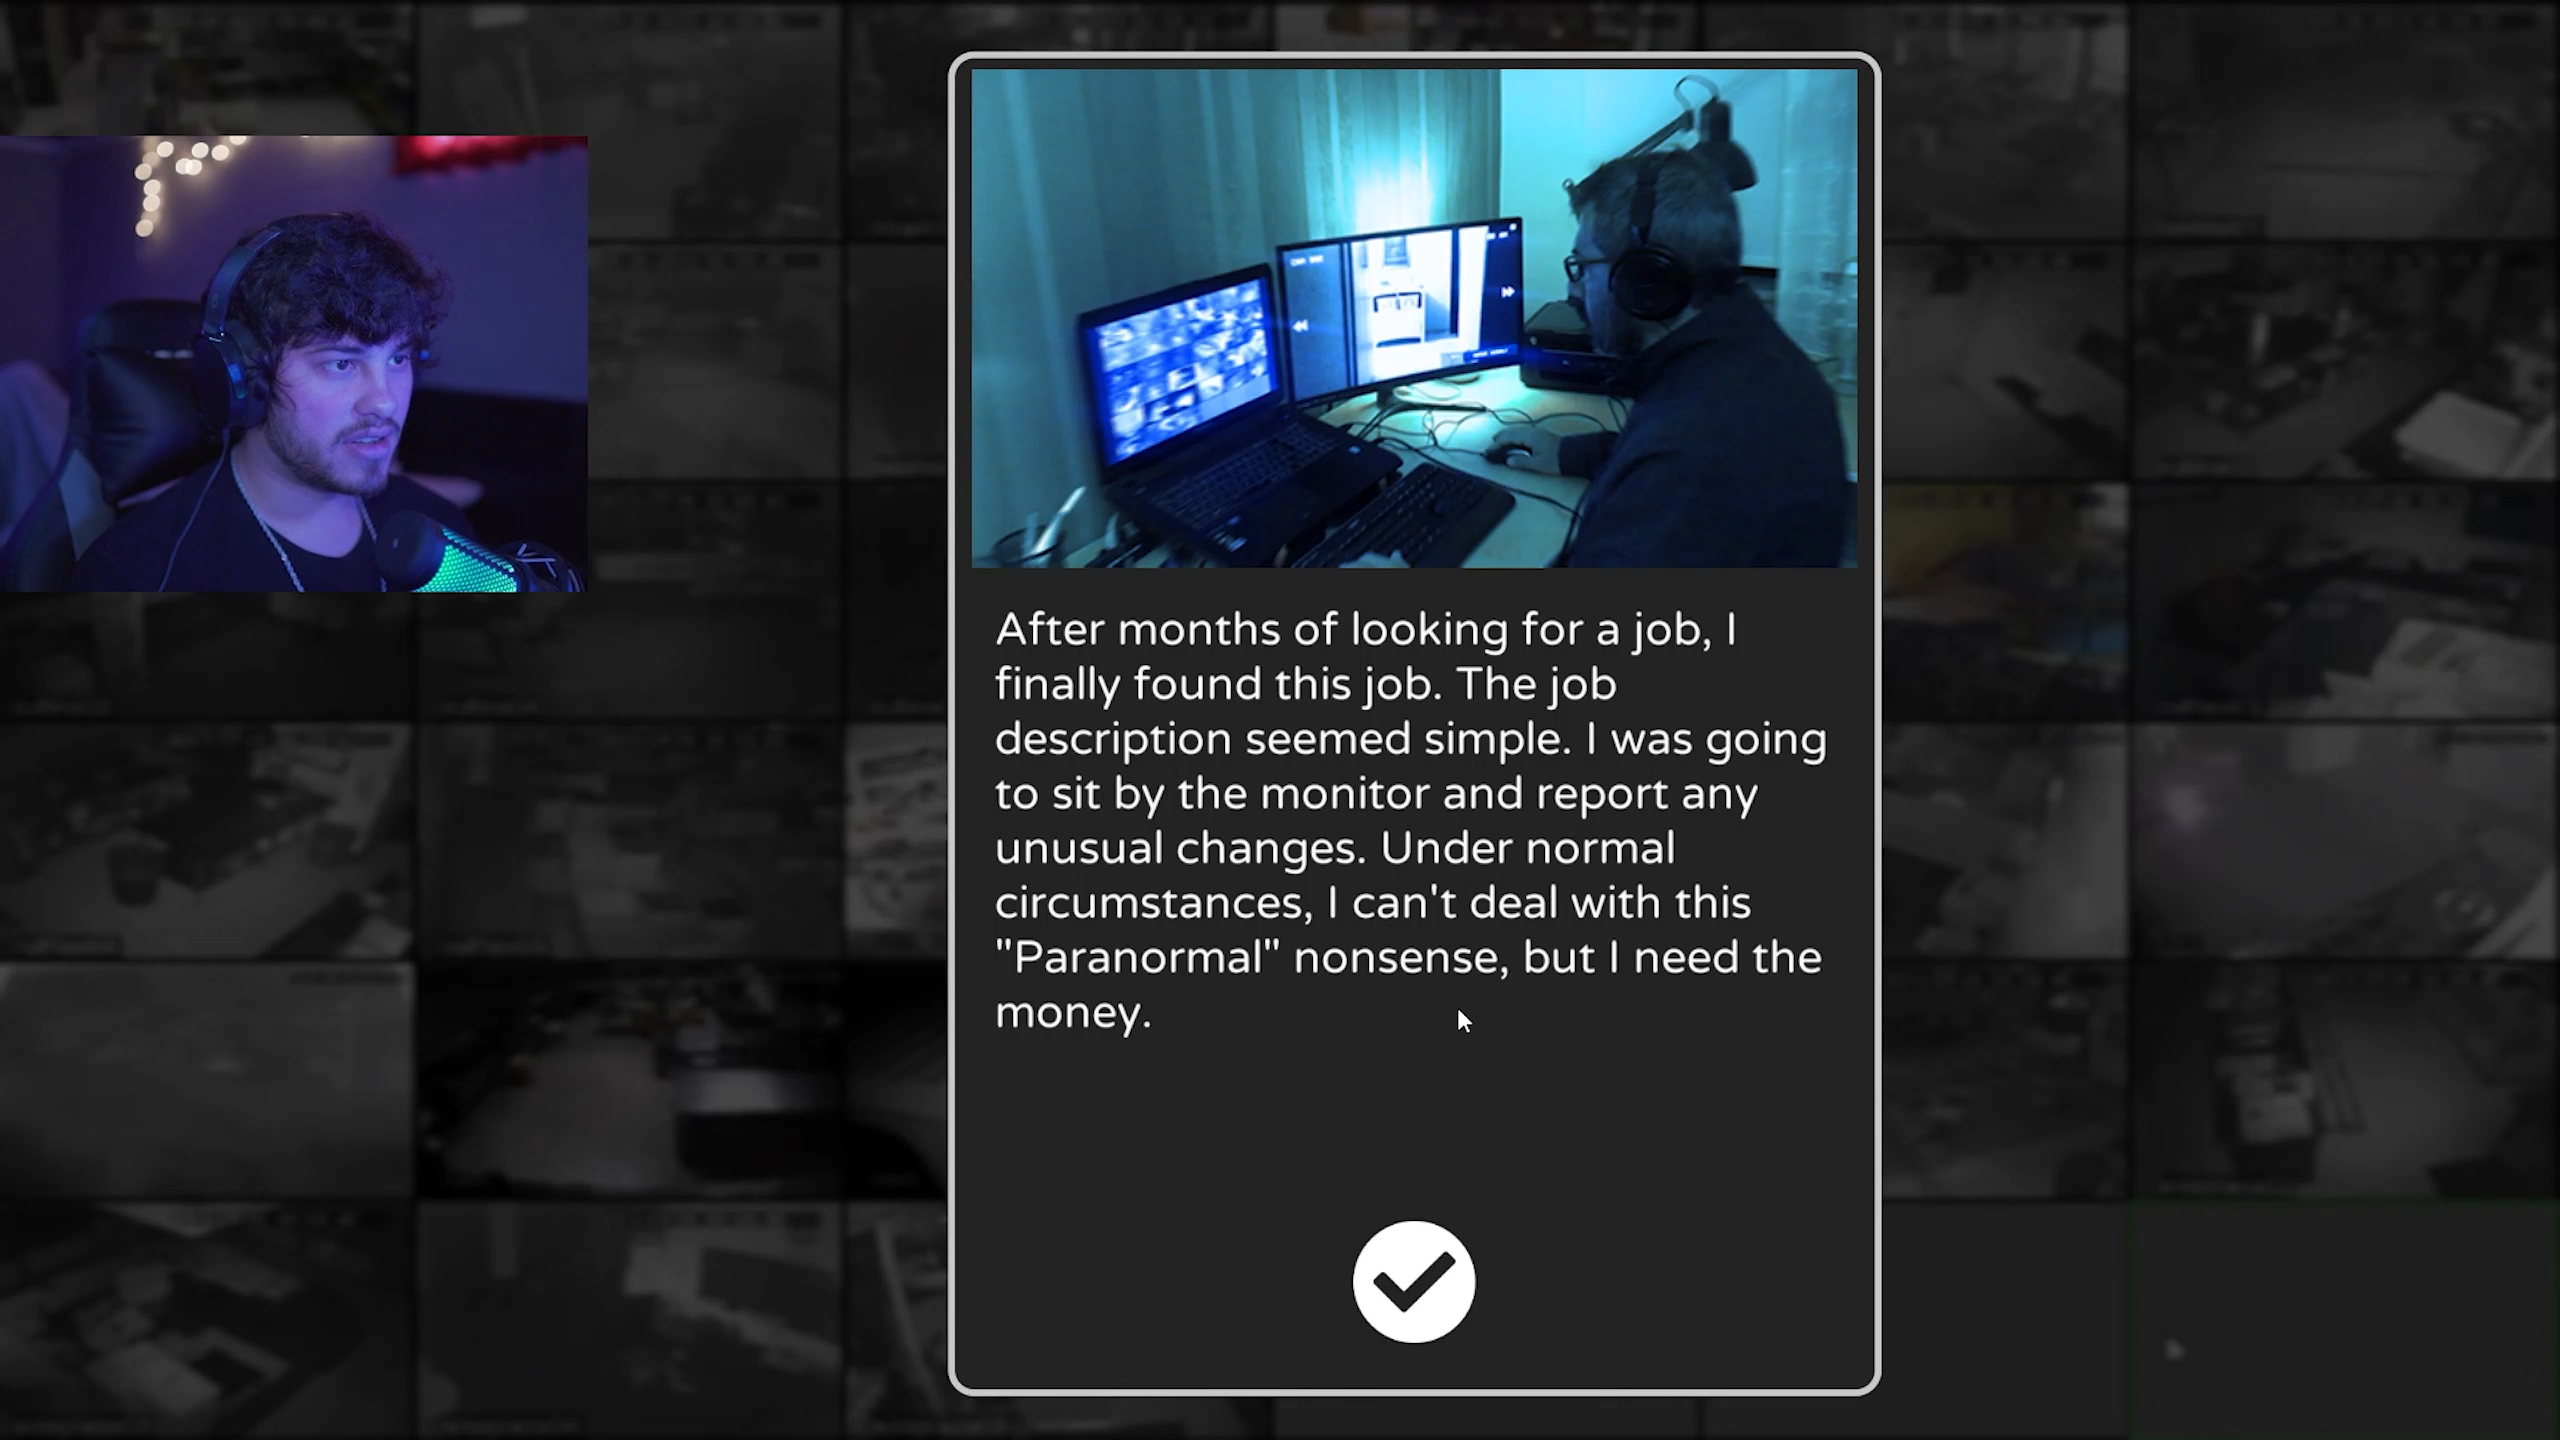 After months of looking for a job, I
finally found this job. The job
description seemed simple. I was going
to sit by the monitor and report any
unusual changes. Under normal
circumstances, I can't deal with this
"Paranormal" nonsense, but I need the
money.